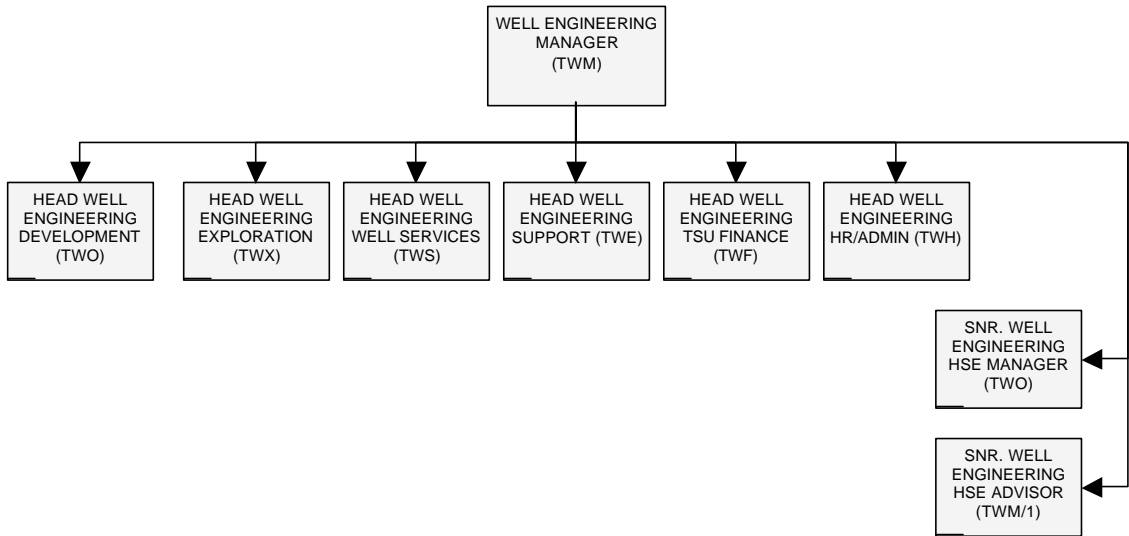 WELL ENGINEERING
MANAGER
(TWM)
HEAD WELL
ENGINEERING
DEVELOPMENT
(TWO)
HEAD WELL
ENGINEERING
EXPLORATION
(TWX)
HEAD WELL
ENGINEERING
WELL SERVICES
(TWS)
HEAD WELL
ENGINEERING
SUPPORT (TWE)
HEAD WELL
ENGINEERING
TSU FINANCE
(TWF)
HEAD WELL
ENGINEERING
HR/ADMIN (TWH)
SNR. WELL
ENGINEERING
HSE MANAGER
(TWO)
SNR. WELL
ENGINEERING
HSE ADVISOR
(TWM/1)